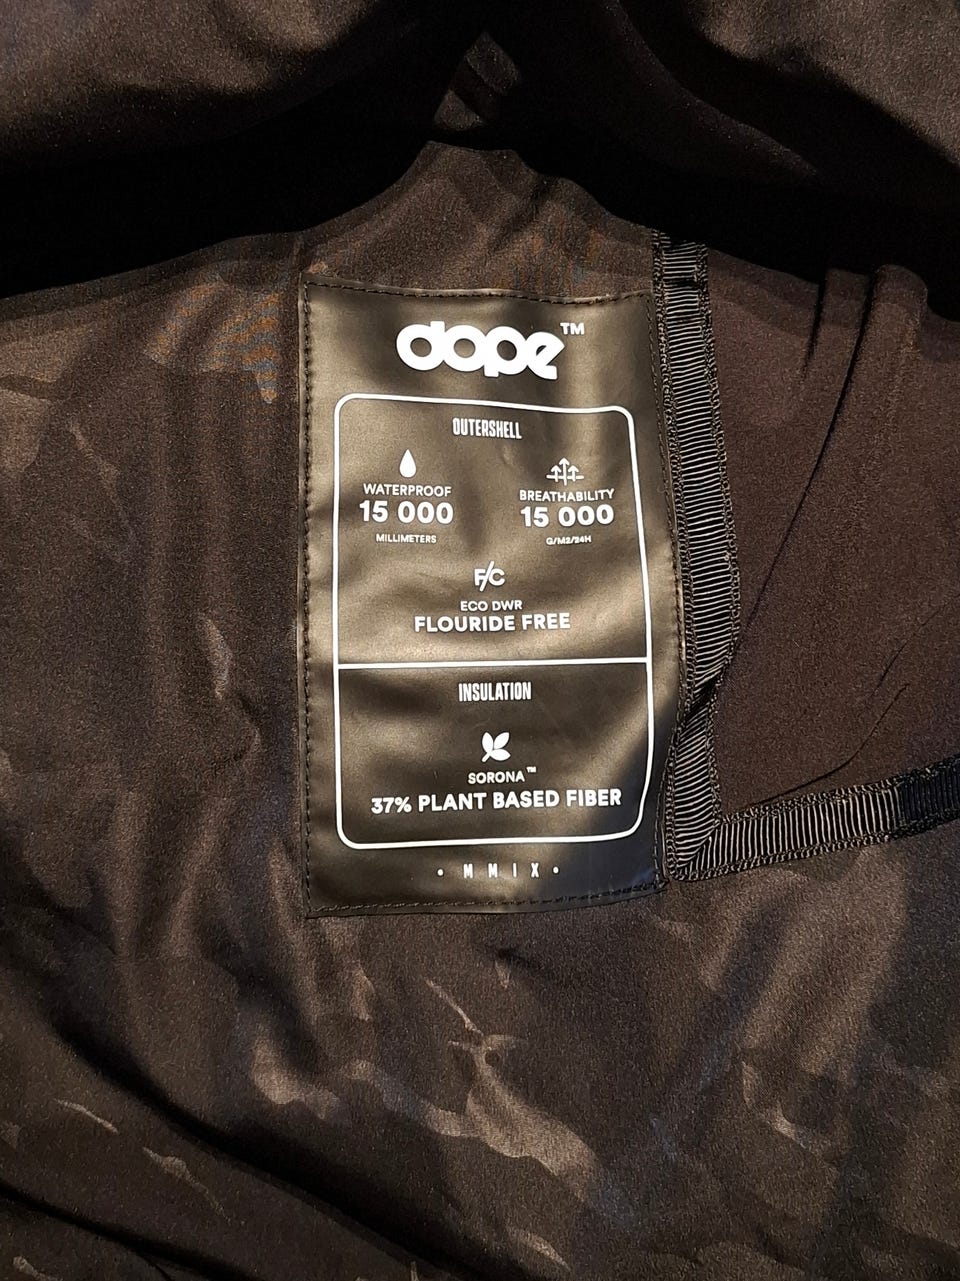 dope™
OUTERSHELL
WATERPROOF
15 000
MILLIMETERS
BREATHABILITY
15 000
G/M2/24H
F/C
ECO DWR
FLOURIDE FREE
INSULATION
SORONA™
37% PLANT BASED FIBER
• M M I X •